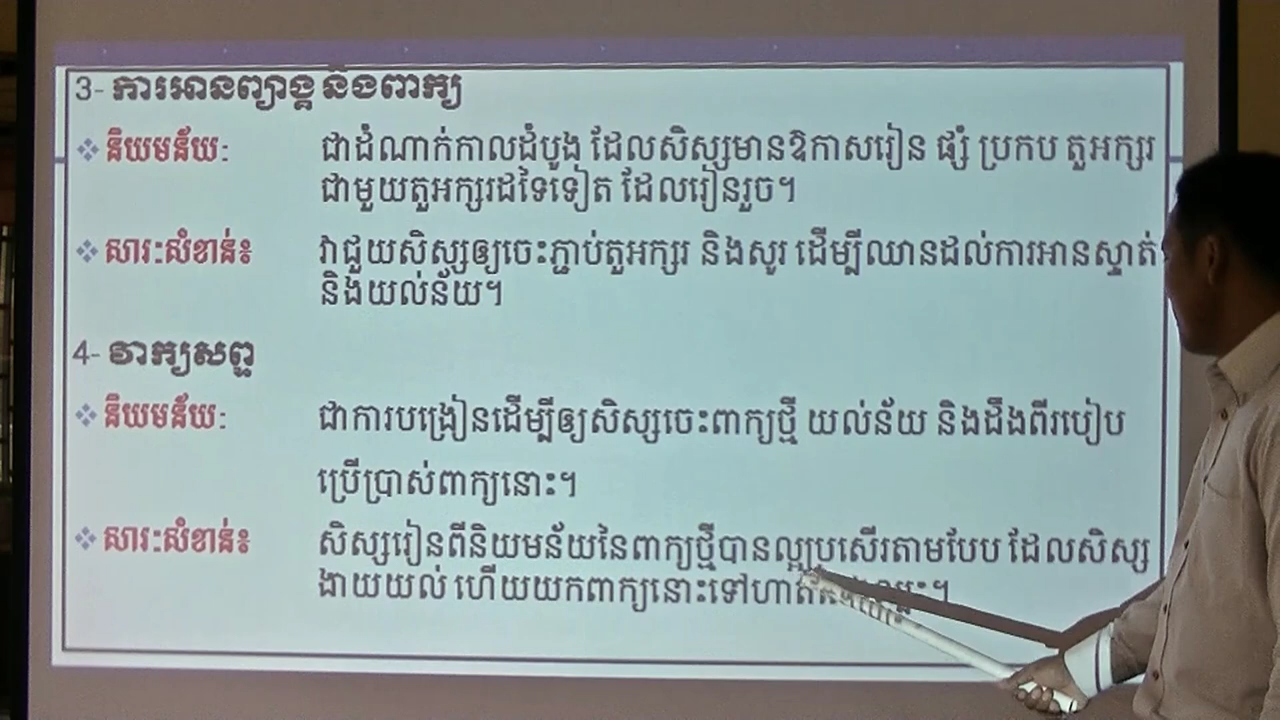 3- ការអានព្យាង្គ និងពាក្យ
❖ និយមន័យៈ ជាដំណាក់កាលដំបូង ដែលសិស្សមានឱកាសរៀន ផ្សំ ប្រកប តួអក្សរ
ជាមួយតួអក្សរដទៃទៀត ដែលរៀនរួច។
❖ សារៈសំខាន់៖ វាជួយសិស្សឲ្យចេះភ្ជាប់តួអក្សរ និងសូរ ដើម្បីឈានដល់ការអានស្ទាត់
និងយល់ន័យ។
4- វាក្យសព្ទ
❖ និយមន័យៈ ជាការបង្រៀនដើម្បីឲ្យសិស្សចេះពាក្យថ្មី យល់ន័យ និងដឹងពីរបៀប
ប្រើប្រាស់ពាក្យនោះ។
❖ សារៈសំខាន់៖ សិស្សរៀនពីនិយមន័យនៃពាក្យថ្មីបានល្អប្រសើរតាមបែប ដែលសិស្ស
ងាយយល់ ហើយយកពាក្យនោះទៅហាត់